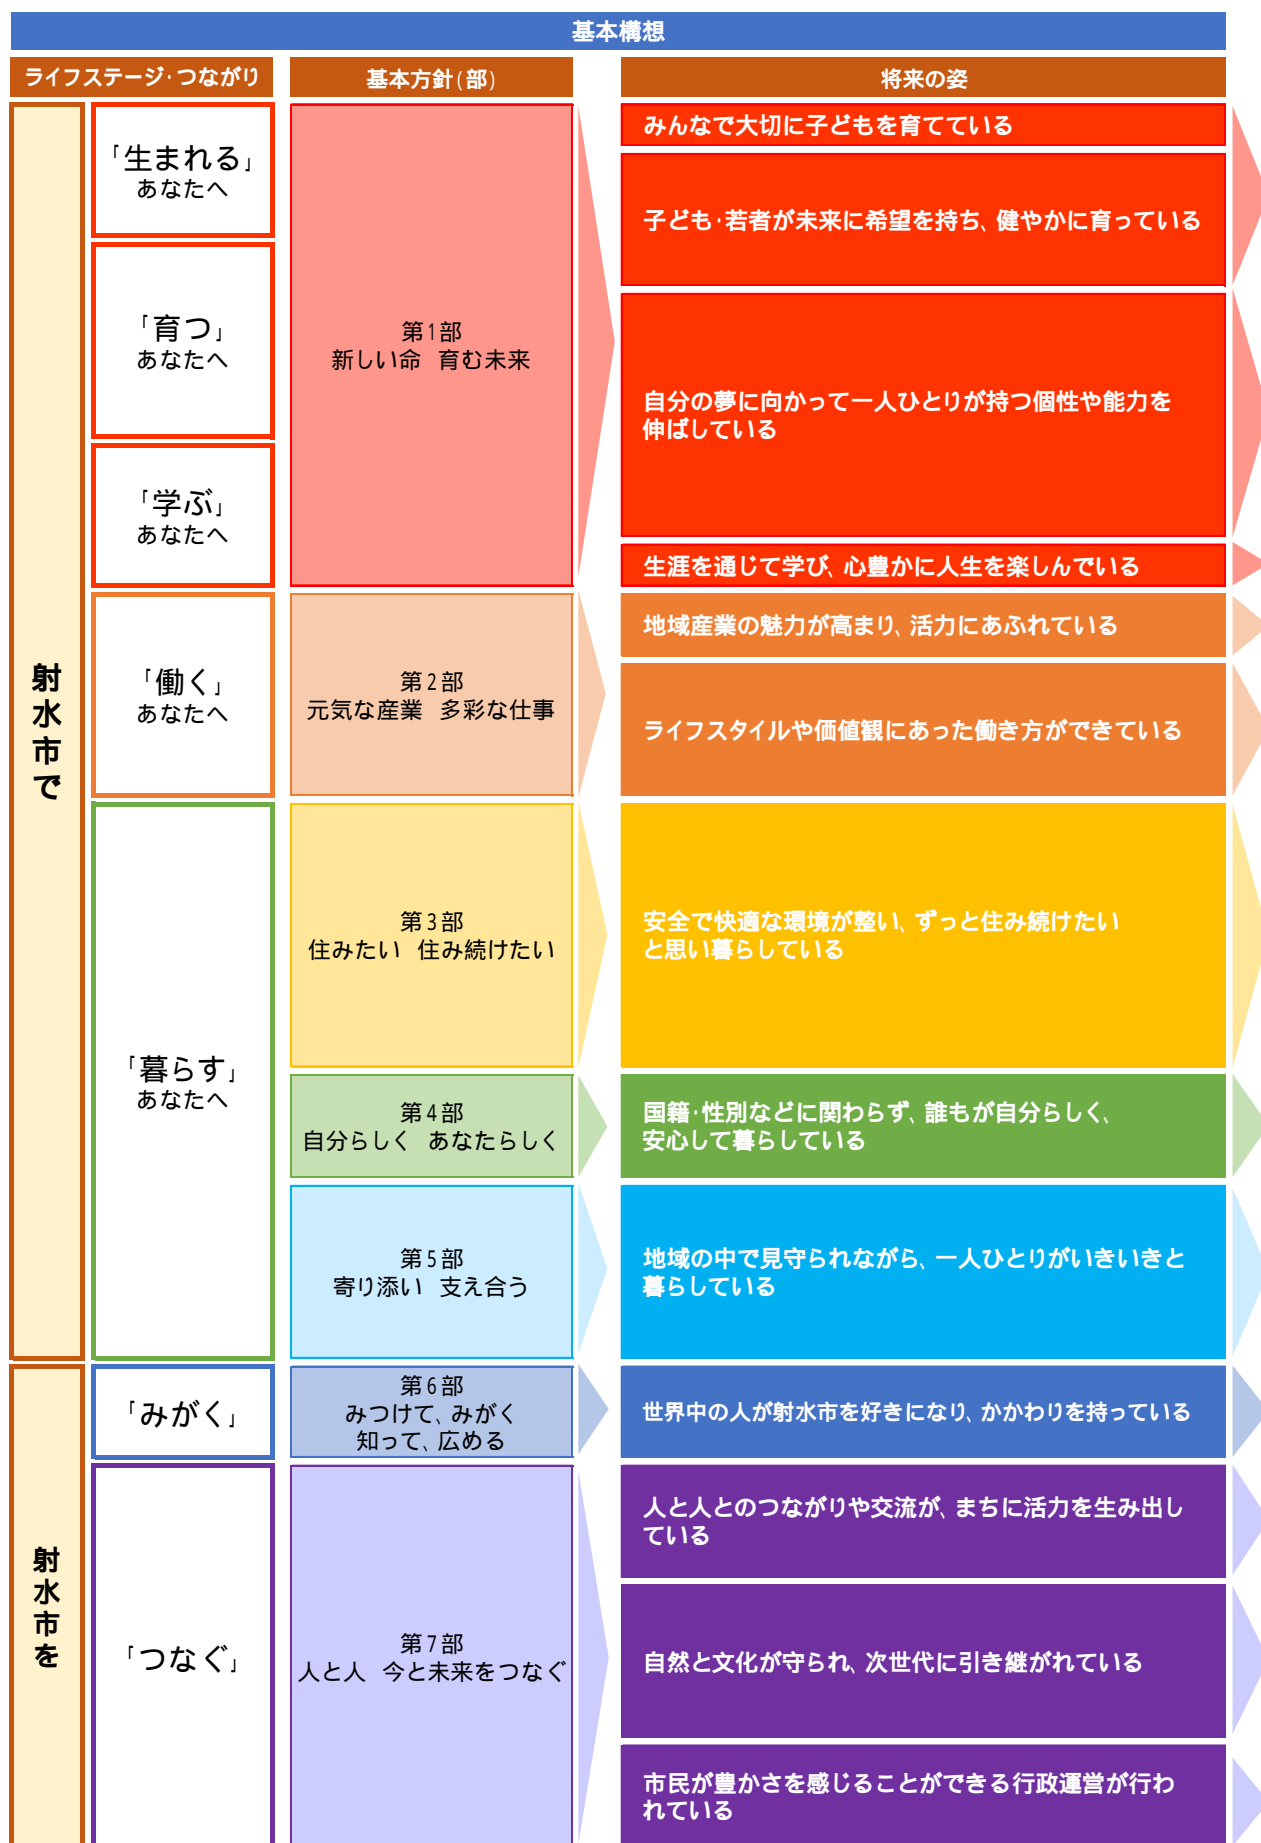 基本構想
ライフステージ・つながり
基本方針(部)
将来の姿
射水市で
「生まれる」
あなたへ
「育つ」
あなたへ
「学ぶ」
あなたへ
第1部
新しい命 育む未来
みんなで大切に子どもを育てている
子ども・若者が未来に希望を持ち、健やかに育っている
自分の夢に向かって一人ひとりが持つ個性や能力を
伸ばしている
生涯を通じて学び、心豊かに人生を楽しんでいる
「働く」
あなたへ
第2部
元気な産業 多彩な仕事
地域産業の魅力が高まり、活力にあふれている
ライフスタイルや価値観にあった働き方ができている
「暮らす」
あなたへ
第3部
住みたい 住み続けたい
安全で快適な環境が整い、ずっと住み続けたい
と思い暮らしている
第4部
自分らしく あなたらしく
国籍・性別などに関わらず、誰もが自分らしく、
安心して暮らしている
第5部
寄り添い 支え合う
地域の中で見守られながら、一人ひとりがいきいきと
暮らしている
射水市を
「みがく」
第6部
みつけて、みがく
知って、広める
世界中の人が射水市を好きになり、かかわりを持っている
「つなぐ」
第7部
人と人 今と未来をつなぐ
人と人とのつながりや交流が、まちに活力を生み出し
ている
自然と文化が守られ、次世代に引き継がれている
市民が豊かさを感じることができる行政運営が行わ
れている